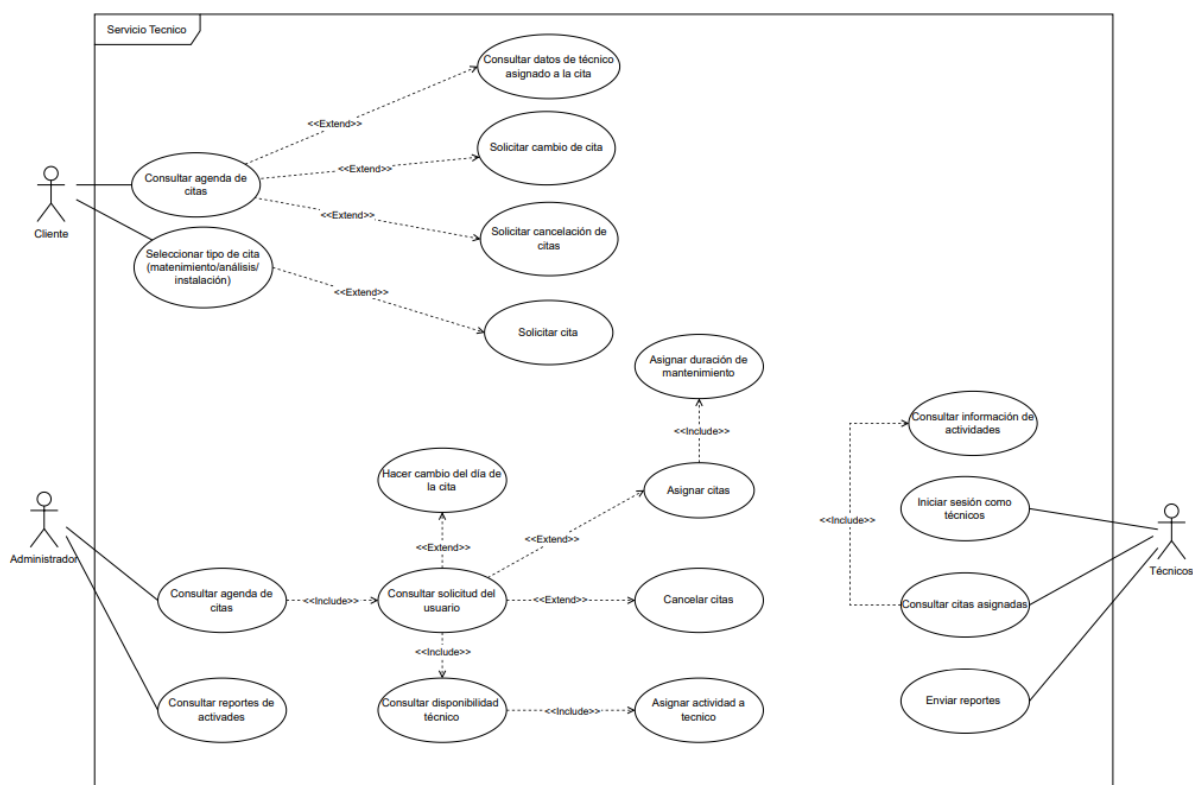 Servicio Tecnico
Consultar datos de técnico
asignado a la cita
<<Extend>>
Solicitar cambio de cita
<<Extend>>
Consultar agenda de
citas
Cliente
<<Extend>>
Solicitar cancelación de
citas
Seleccionar tipo de cita
(matenimiento/análisis/
instalación)
<<Extend>>
Solicitar cita
Asignar duración de
mantenimiento
<<Include>>
Consultar información de
actividades
Hacer cambio del día de
la cita
Asignar citas
Iniciar sesión como
técnicos
<<Include>>
Administrador
<<Extend>>
<<Extend>>
Técnicos
Consultar agenda de
citas
<<Include>>
Consultar solicitud del
usuario
<<Extend>>
Cancelar citas
Consultar citas asignadas
<<Include>>
Consultar reportes de
activades
Consultar disponibilidad
técnico
<<Include>>
Asignar actividad a
tecnico
Enviar reportes